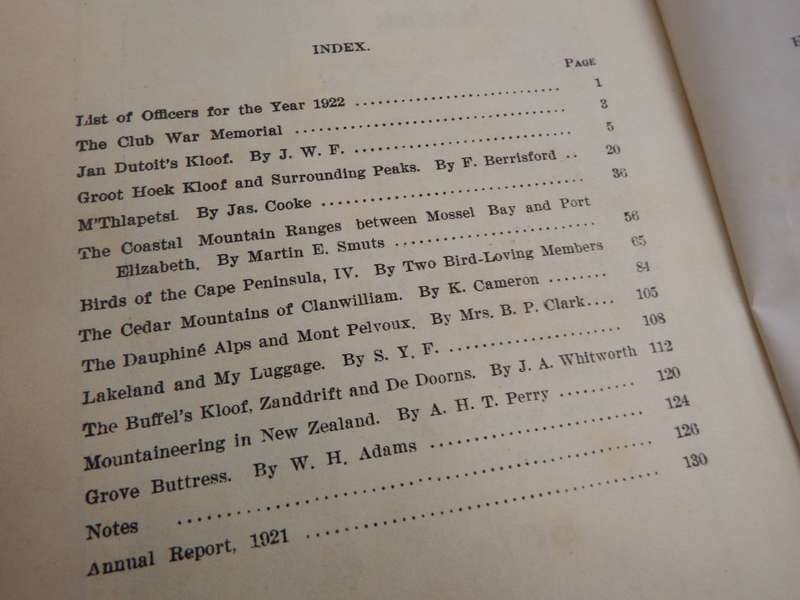 INDEX.
PAGE
List of Officers for the Year 1922 .............................. 1
The Club War Memorial .............................. 3
Jan Dutoit's Kloof. By J. W. F. .............................. 5
Groot Hoek Kloof and Surrounding Peaks. By F. Berrisford .. 20
M'Thlapetsi. By Jas. Cooke .............................. 36
The Coastal Mountain Ranges between Mossel Bay and Port
Elizabeth. By Martin E. Smuts .............................. 56
Birds of the Cape Peninsula, IV. By Two Bird-Loving Members 65
The Cedar Mountains of Clanwilliam. By K. Cameron ........ 84
The Dauphiné Alps and Mont Pelvoux. By Mrs. B. P. Clark.... 105
Lakeland and My Luggage. By S. Y. F. .................... 108
The Buffel's Kloof, Zanddrift and De Doorns. By J. A. Whitworth 112
Mountaineering in New Zealand. By A. H. T. Perry .......... 120
Grove Buttress. By W. H. Adams ........................ 124
Notes .............................. 126
Annual Report, 1921 .............................. 130